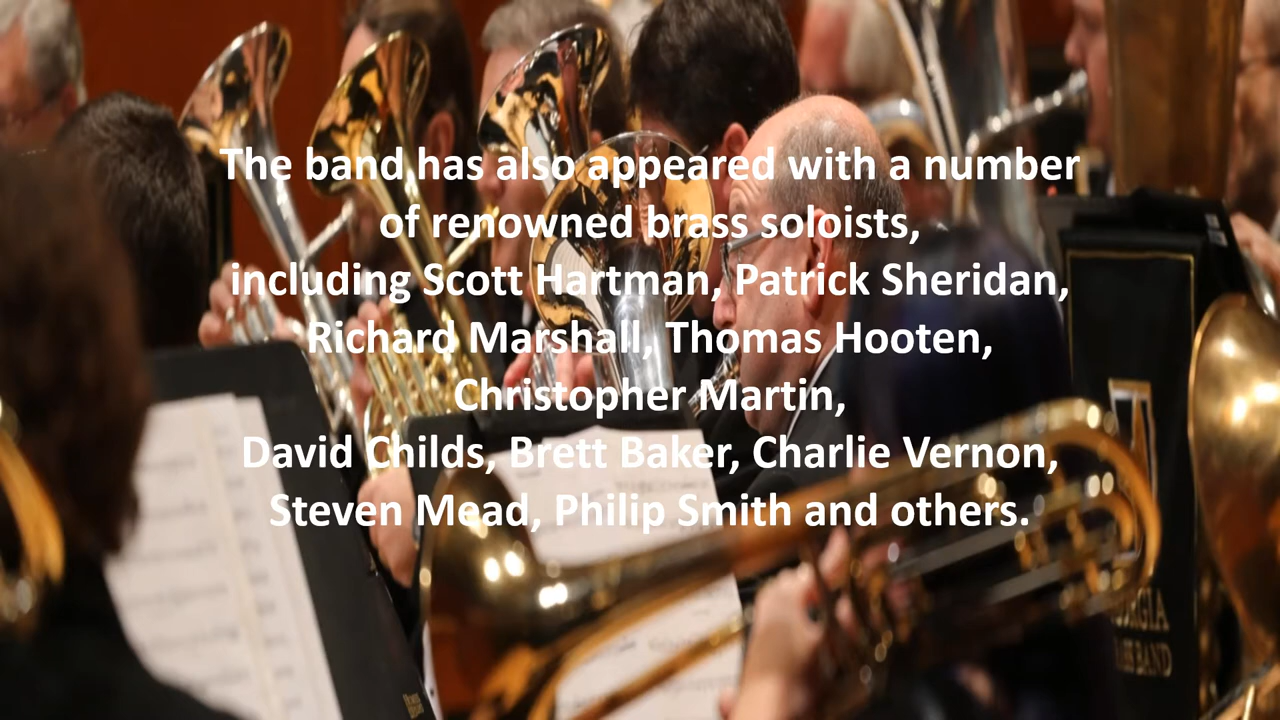 The band has also appeared with a number
of renowned brass soloists,
including Scott Hartman, Patrick Sheridan,
Richard Marshall, Thomas Hooten,
Christopher Martin,
David Childs, Brett Baker, Charlie Vernon,
Steven Mead, Philip Smith and others.
BAND